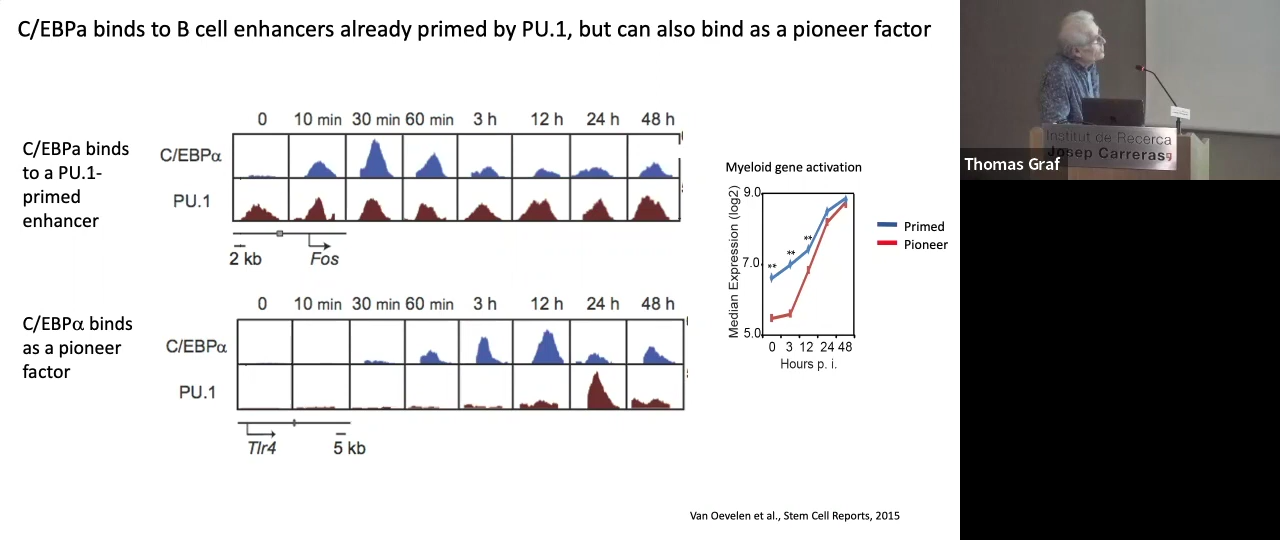 C/EBPa binds to B cell enhancers already primed by PU.1, but can also bind as a pioneer factor
Institut de Recerca
Josep Carreras
Thomas Graf
C/EBPa binds
to a PU.1-
primed
enhancer
0 10 min 30 min 60 min 3 h 12 h 24 h 48 h
C/EBPα
PU.1
2 kb
Fos
Myeloid gene activation
Median Expression (log2)
9.0
7.0
5.0
**
**
**
0 3 12 24 48
Hours p. i.
Primed
Pioneer
C/EBPα binds
as a pioneer
factor
0 10 min 30 min 60 min 3 h 12 h 24 h 48 h
C/EBPα
PU.1
Tlr4
5 kb
Van Oevelen et al., Stem Cell Reports, 2015